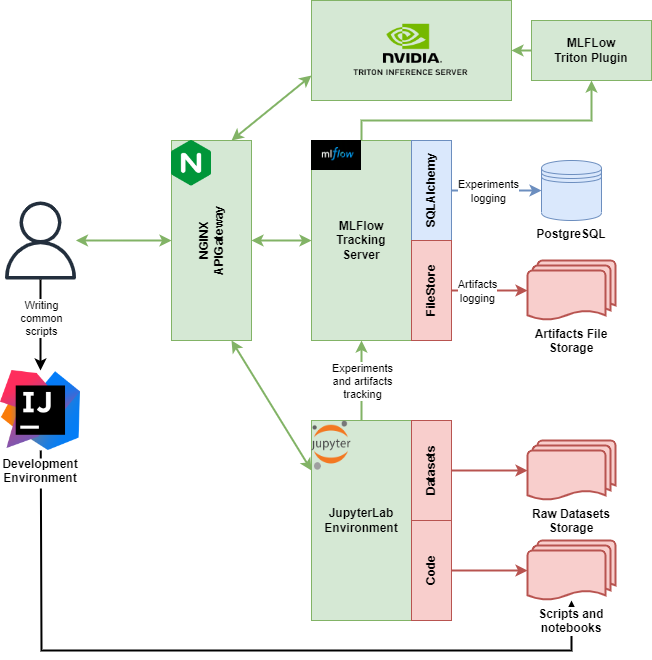 NVIDIA.
TRITON INFERENCE SERVER
MLFLow
Triton Plugin
N
NGINX
APIGateway
mlflow
MLFlow
Tracking
Server
SQLAlchemy
FileStore
Experiments
logging
PostgreSQL
Artifacts
logging
Artifacts File
Storage
Writing
common
scripts
IJ
Development
Environment
Experiments
and artifacts
tracking
jupyter
JupyterLab
Environment
Datasets
Code
Raw Datasets
Storage
Scripts and
notebooks